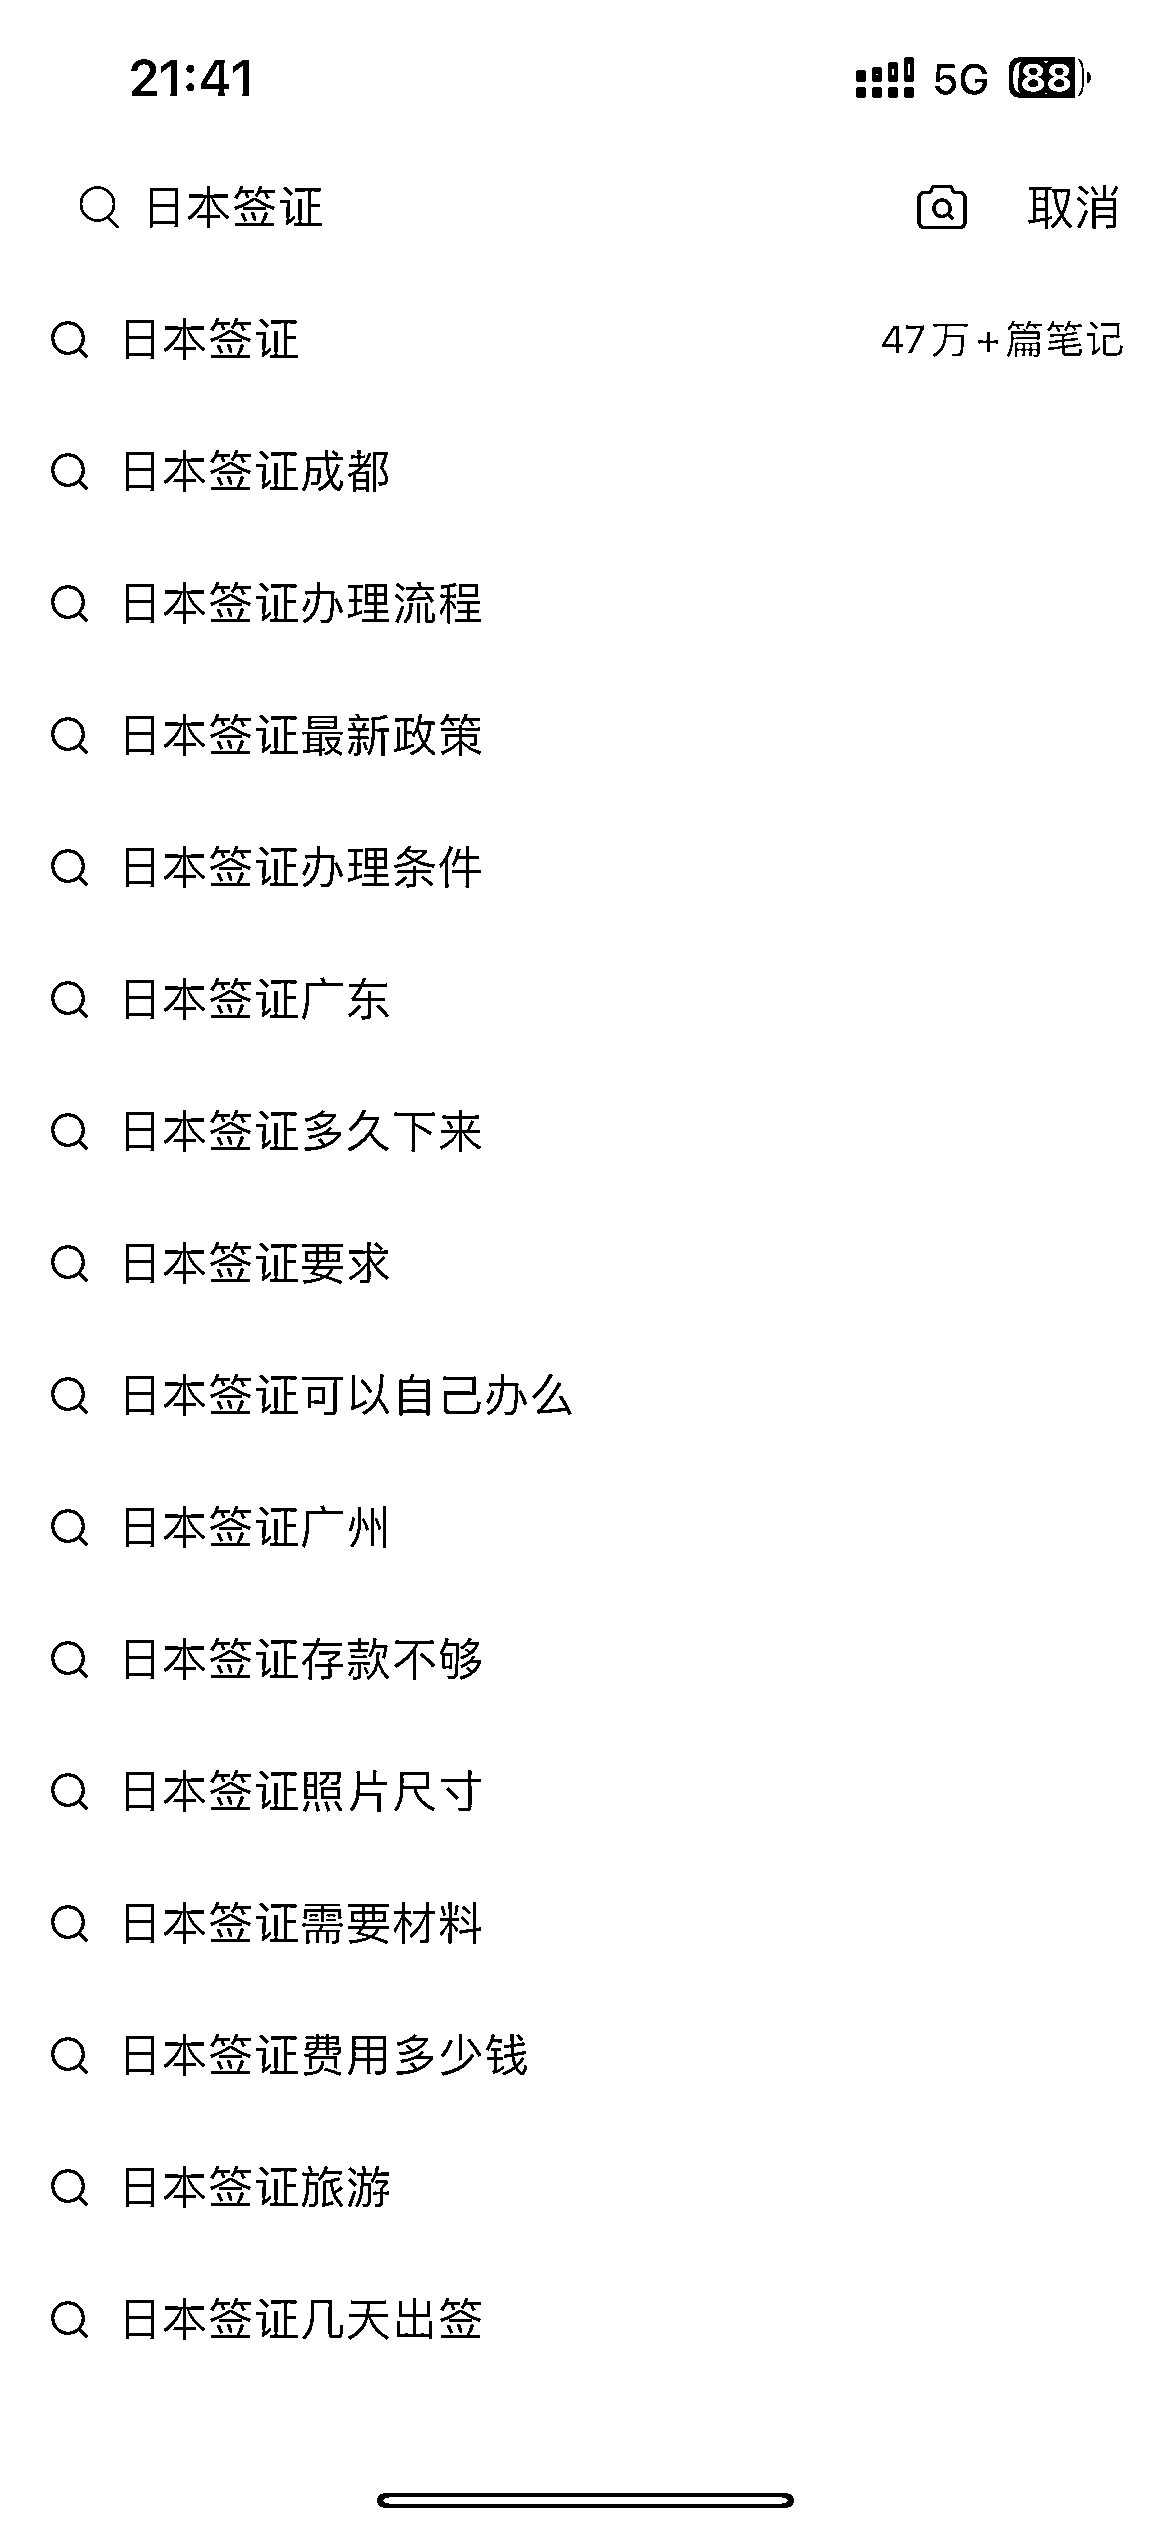 21:41 5G 88
日本签证 取消
日本签证 47万+篇笔记
日本签证成都
日本签证办理流程
日本签证最新政策
日本签证办理条件
日本签证广东
日本签证多久下来
日本签证要求
日本签证可以自己办么
日本签证广州
日本签证存款不够
日本签证照片尺寸
日本签证需要材料
日本签证费用多少钱
日本签证旅游
日本签证几天出签